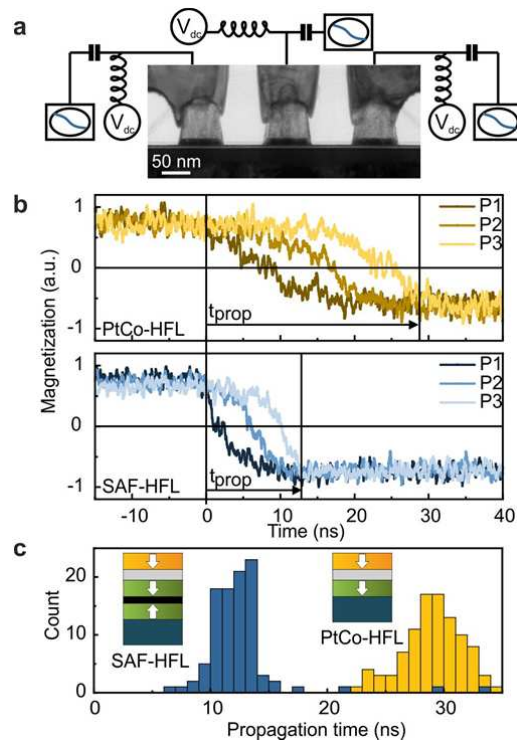 a
V dc
V dc
V dc
50 nm
b
Magnetization (a.u.)
1
0
-1
P1
P2
P3
t prop
PtCo-HFL
1
0
-1
P1
P2
P3
t prop
SAF-HFL
-10 0 10 20 30 40
Time (ns)
c
Count
20
10
0
SAF-HFL
PtCo-HFL
0 10 20 30
Propagation time (ns)